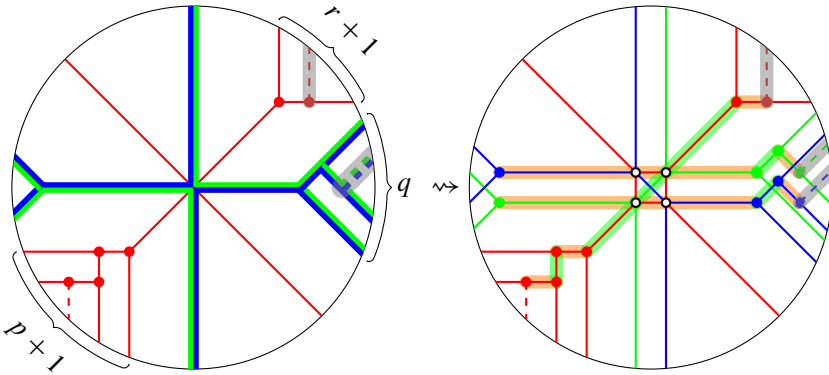 r + 1
q
⇝
p + 1